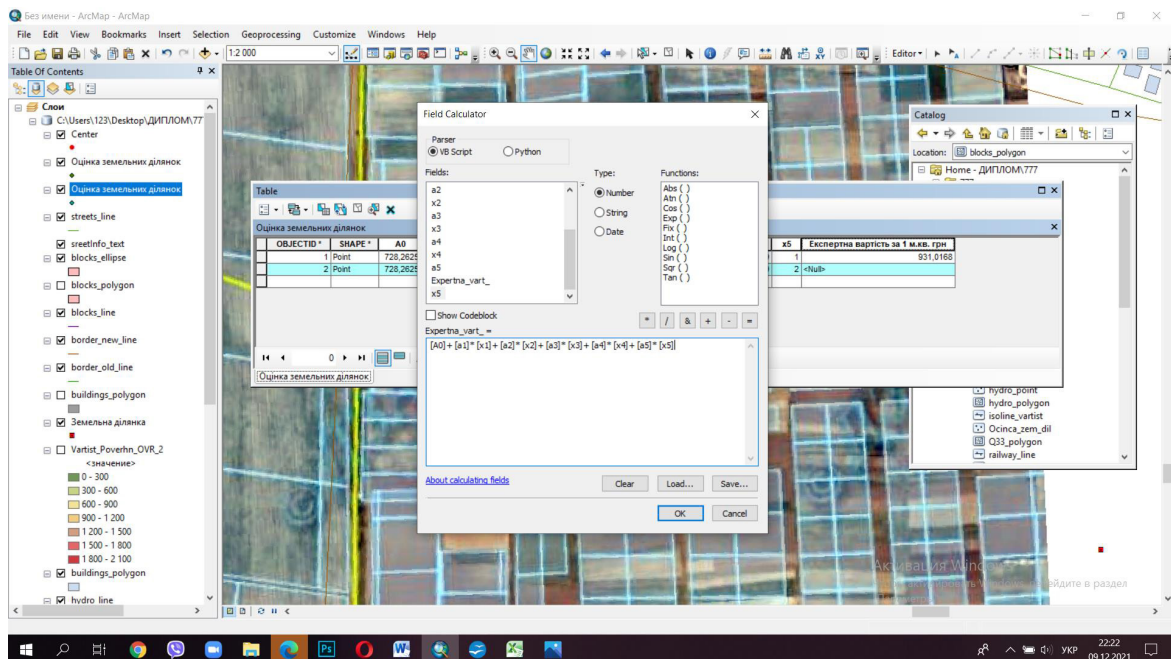 Без имени - ArcMap - ArcMap
File Edit View Bookmarks Insert Selection Geoprocessing Customize Windows Help
1:2 000
Editor
Table Of Contents
Слои
C:\Users\123\Desktop\ДИПЛОМ\77
Center
Оцінка земельних ділянок
Оцінка земельних ділянок
streets_line
sreetInfo_text
blocks_ellipse
blocks_polygon
blocks_line
border_new_line
border_old_line
buildings_polygon
Земельна ділянка
Vartist_Poverhn_OVR_2
<значение>
0 - 300
300 - 600
600 - 900
900 - 1 200
1 200 - 1 500
1 500 - 1 800
1 800 - 2 100
buildings_polygon
hydro line
Table
Оцінка земельних ділянок
OBJECTID * SHAPE * A0 x5 Експертна вартість за 1 м.кв. грн
1 Point 728,2625 1 931,0168
2 Point 728,2625 2 <Null>
0
Оцінка земельних ділянок
Field Calculator
Parser
VB Script Python
Fields: Type: Functions:
a2
x2
a3
x3
a4
x4
a5
Expertna_vart_
x5
Number
String
Date
Abs ( )
Atn ( )
Cos ( )
Exp ( )
Fix ( )
Int ( )
Log ( )
Sin ( )
Sqr ( )
Tan ( )
Show Codeblock
* / & + - =
Expertna_vart_ =
[A0]+ [a1]* [x1]+ [a2]* [x2]+ [a3]* [x3]+ [a4]* [x4]+ [a5]* [x5]
About calculating fields
Clear Load... Save...
OK Cancel
Catalog
Location: blocks_polygon
Home - ДИПЛОМ\777
hydro_point
hydro_polygon
isoline_vartist
Ocinca_zem_dil
Q33_polygon
railway_line
Активация Windows
УКР
22:22
09.12.2021